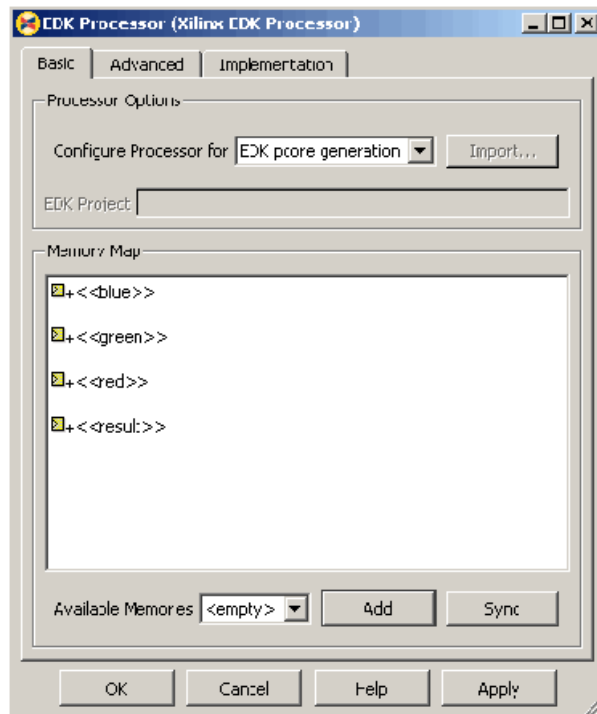 EDK Processor (Xilinx EDK Processor)
Basic Advanced Implementation
Processor Options
Configure Processor for EDK pcore generation Import...
EDK Project
Memory Map
+<<blue>>
+<<green>>
+<<red>>
+<<result>>
Available Memories <empty> Add Sync
OK Cancel Help Apply